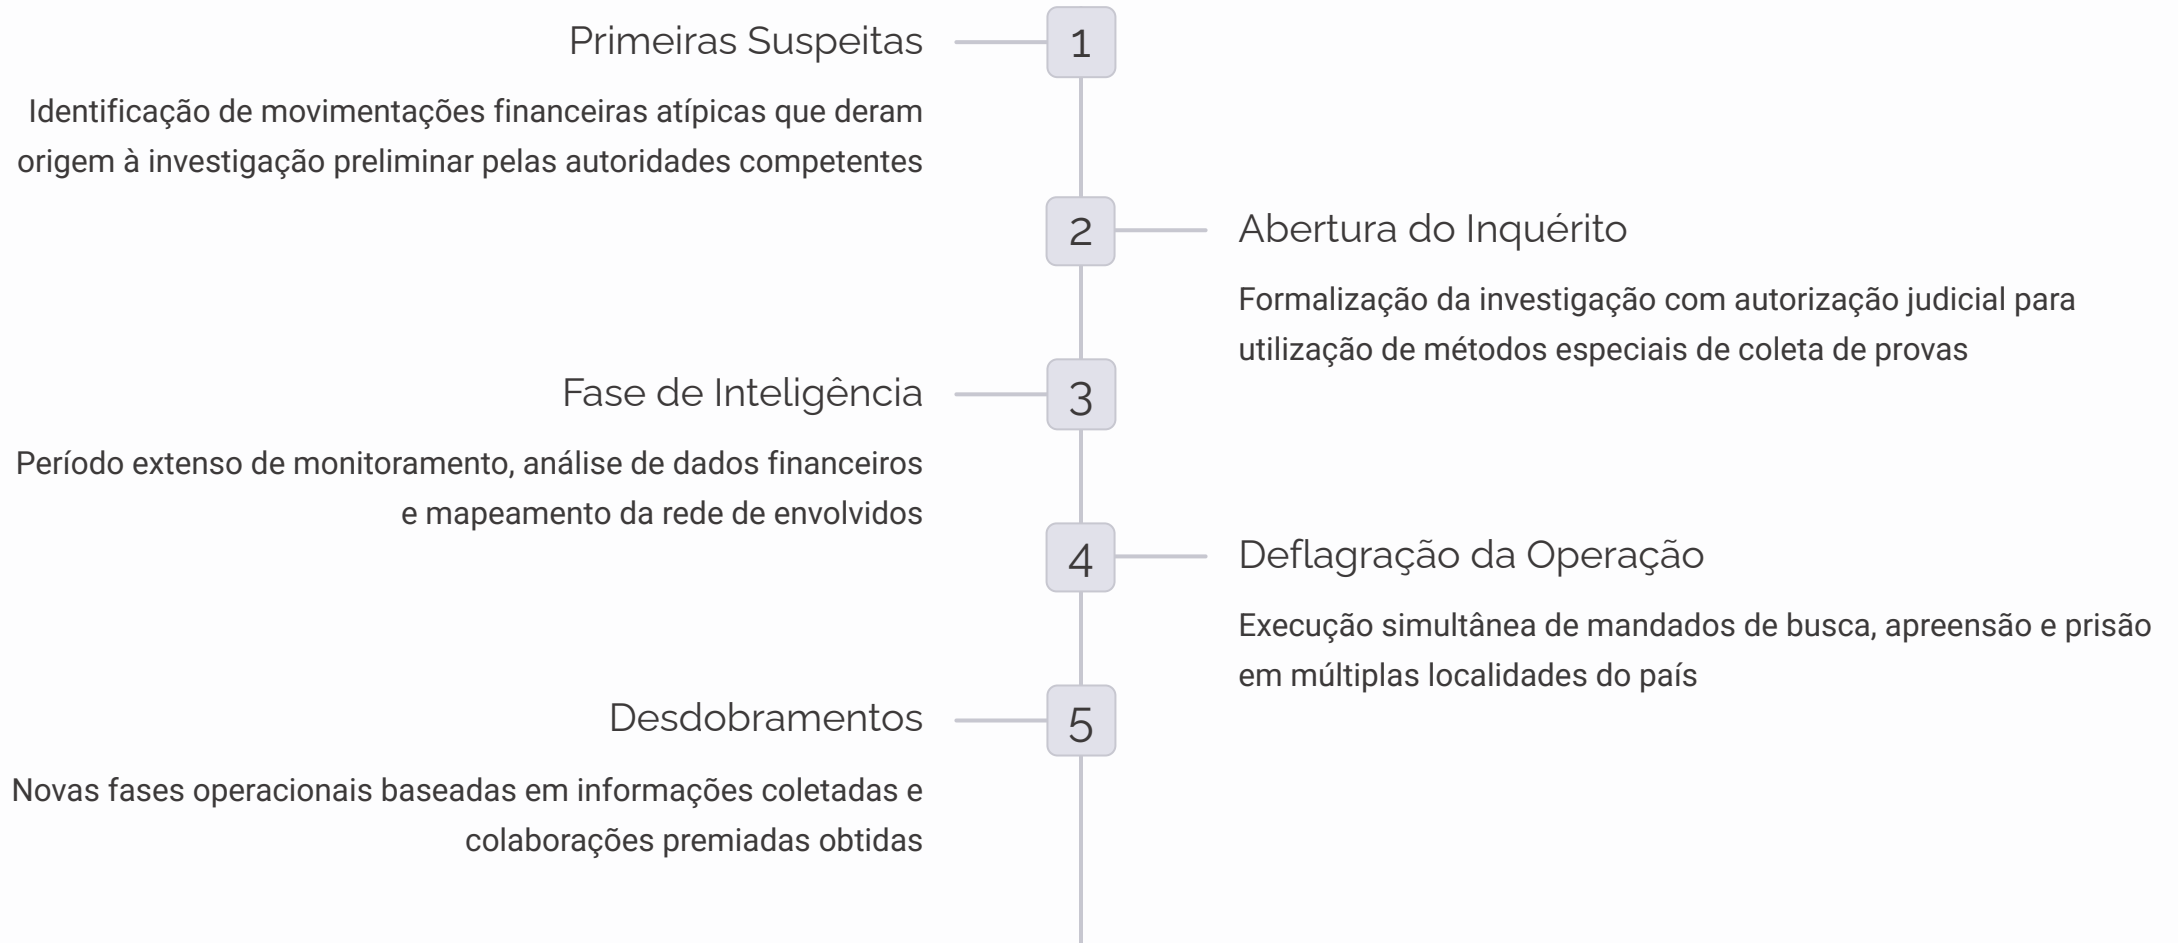 Primeiras Suspeitas
1
Identificação de movimentações financeiras atípicas que deram
origem à investigação preliminar pelas autoridades competentes
2
Abertura do Inquérito
Formalização da investigação com autorização judicial para
utilização de métodos especiais de coleta de provas
Fase de Inteligência
3
Período extenso de monitoramento, análise de dados financeiros
e mapeamento da rede de envolvidos
4
Deflagração da Operação
Execução simultânea de mandados de busca, apreensão e prisão
em múltiplas localidades do país
Desdobramentos
5
Novas fases operacionais baseadas em informações coletadas e
colaborações premiadas obtidas